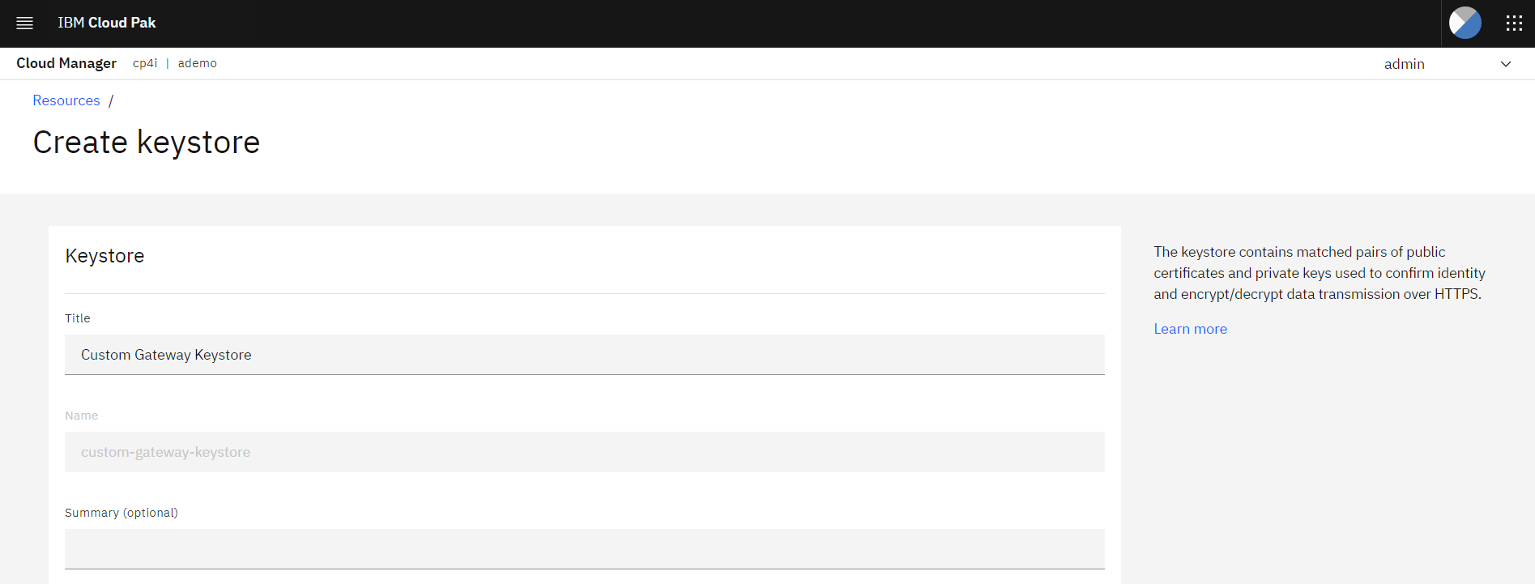 IBM Cloud Pak
Cloud Manager cp4i | ademo
admin
Resources /
Create keystore
Keystore
Title
Custom Gateway Keystore
Name
custom-gateway-keystore
Summary (optional)
The keystore contains matched pairs of public
certificates and private keys used to confirm identity
and encrypt/decrypt data transmission over HTTPS.
Learn more